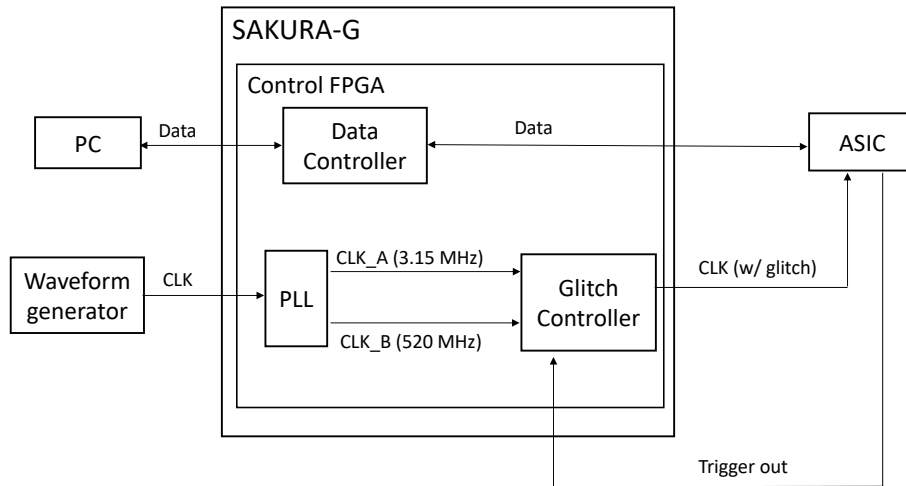 SAKURA-G
Control FPGA
PC
Data
Data
Controller
Data
ASIC
Waveform
generator
CLK
PLL
CLK_A (3.15 MHz)
CLK_B (520 MHz)
Glitch
Controller
CLK (w/ glitch)
Trigger out